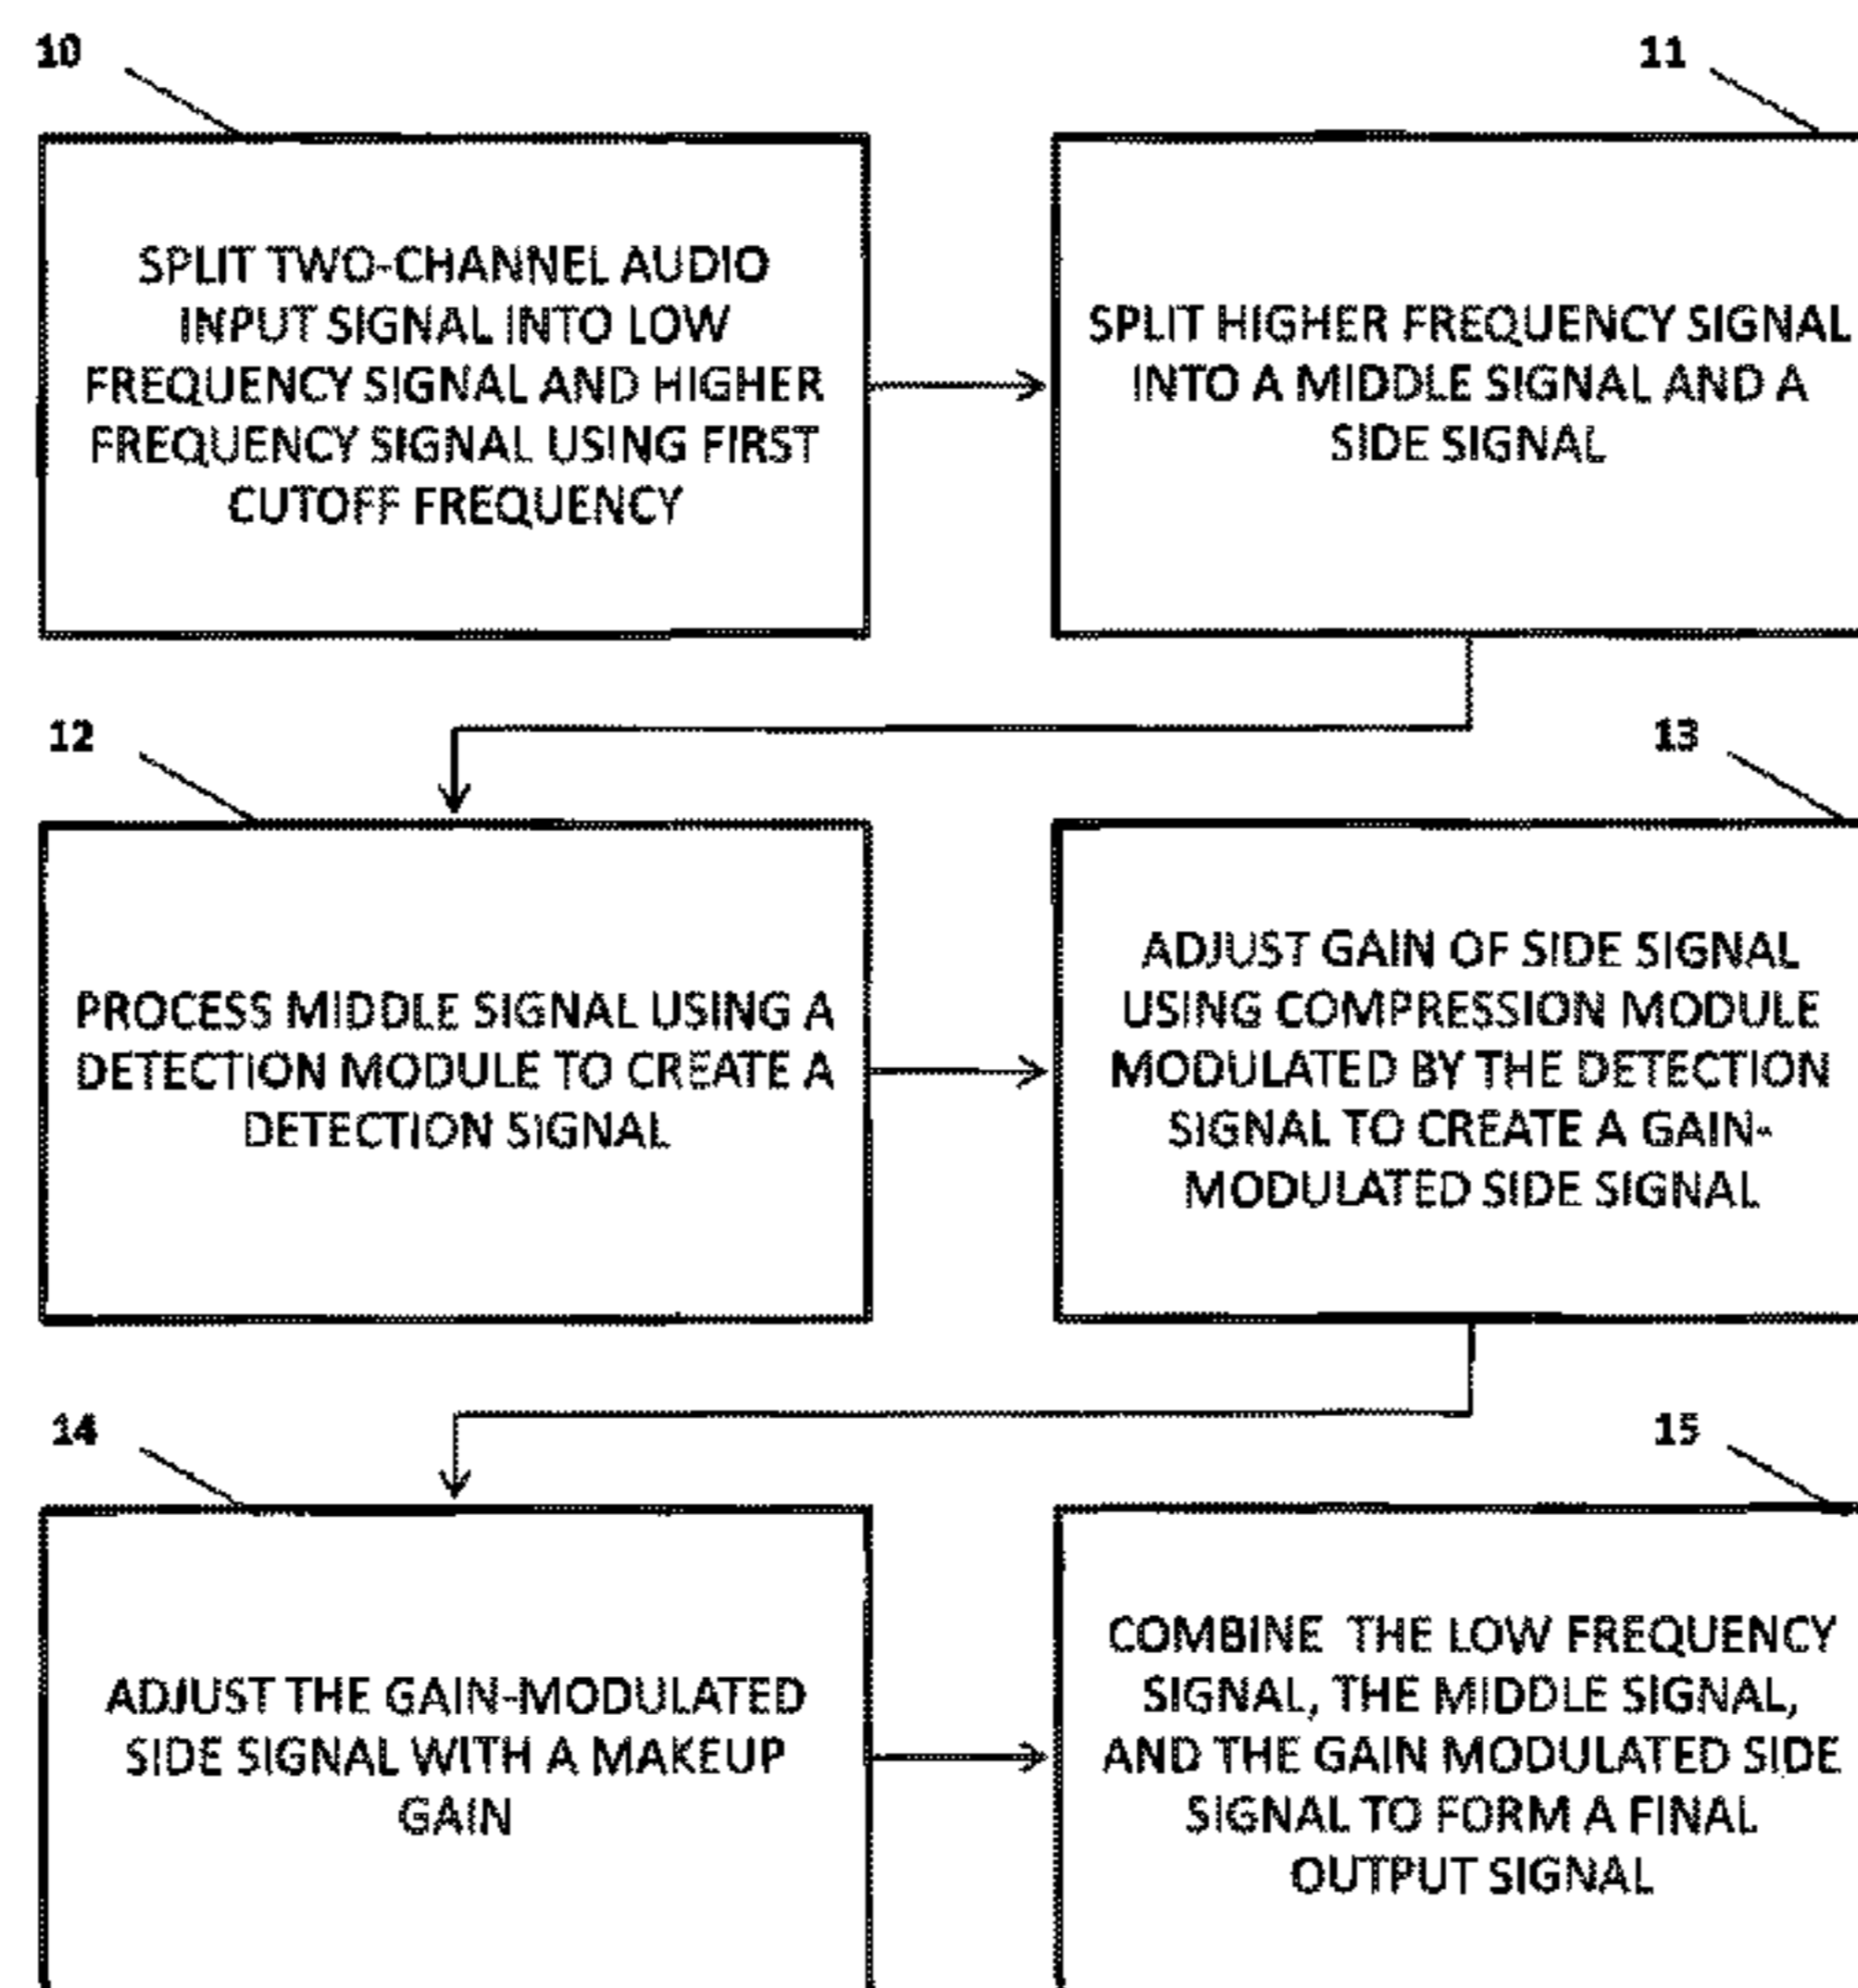 10
SPLIT TWO-CHANNEL AUDIO
INPUT SIGNAL INTO LOW
FREQUENCY SIGNAL AND HIGHER
FREQUENCY SIGNAL USING FIRST
CUTOFF FREQUENCY
11
SPLIT HIGHER FREQUENCY SIGNAL
INTO A MIDDLE SIGNAL AND A
SIDE SIGNAL
12
PROCESS MIDDLE SIGNAL USING A
DETECTION MODULE TO CREATE A
DETECTION SIGNAL
13
ADJUST GAIN OF SIDE SIGNAL
USING COMPRESSION MODULE
MODULATED BY THE DETECTION
SIGNAL TO CREATE A GAIN-
MODULATED SIDE SIGNAL
14
ADJUST THE GAIN-MODULATED
SIDE SIGNAL WITH A MAKEUP
GAIN
15
COMBINE THE LOW FREQUENCY
SIGNAL, THE MIDDLE SIGNAL,
AND THE GAIN MODULATED SIDE
SIGNAL TO FORM A FINAL
OUTPUT SIGNAL